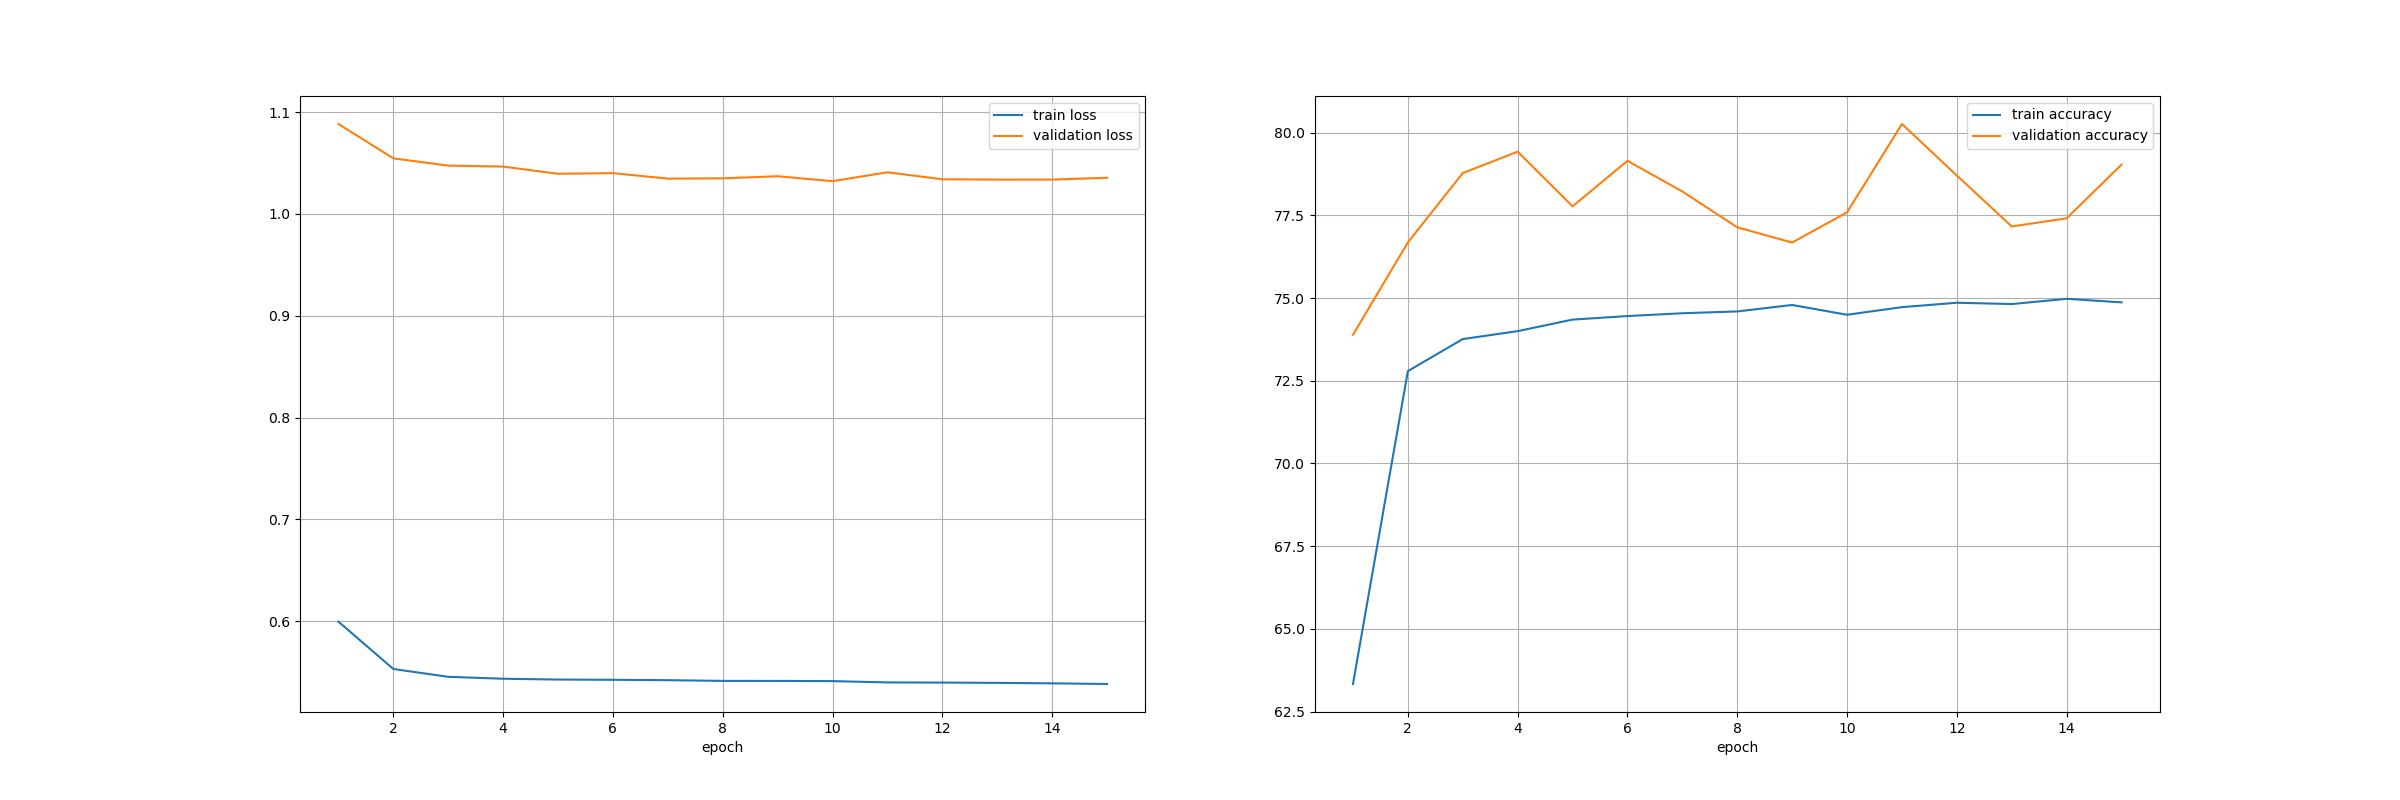 train loss
validation loss
1.1
1.0
0.9
0.8
0.7
0.6
2 4 6 8 10 12 14
epoch
train accuracy
validation accuracy
80.0
77.5
75.0
72.5
70.0
67.5
65.0
62.5
2 4 6 8 10 12 14
epoch